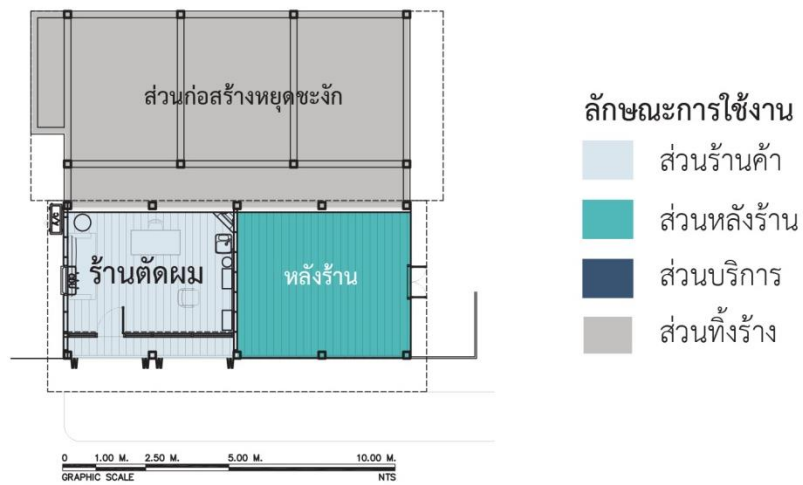 ส่วนก่อสร้างหยุดชะงัก
ร้านตัดผม
หลังร้าน
ลักษณะการใช้งาน
ส่วนร้านค้า
ส่วนหลังร้าน
ส่วนบริการ
ส่วนทิ้งร้าง
0 1.00 M. 2.50 M. 5.00 M. 10.00 M.
GRAPHIC SCALE NTS